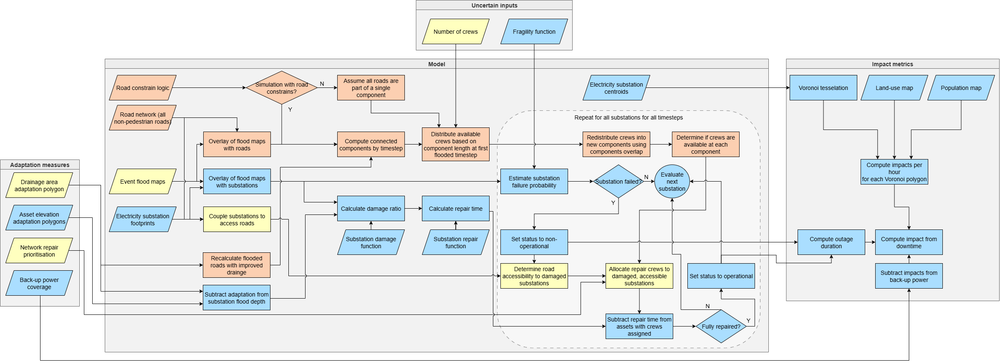 Uncertain inputs
Number of crews
Fragility function
Model
Road constrain logic
Simulation with road
constrains?
N
Y
Assume all roads are
part of a single
component
Road network (all
non-pedestrian roads)
Overlay of flood maps
with roads
Compute connected
components by timestep
Distribute available
crews based on
component length at first
flooded timestep
Event flood maps
Overlay of flood maps
with substations
Electricity substation
footprints
Couple substations to
access roads
Calculate damage ratio
Calculate repair time
Substation damage
function
Substation repair
function
Recalculate flooded
roads with improved
drainge
Subtract adaptation from
substation flood depth
Electricity substation
centroids
Repeat for all substations for all timesteps
Redistribute crews into
new components using
components overlap
Determine if crews are
available at each
component
Estimate substation
failure probability
Substation failed?
N
Y
Evaluate
next
substation
Set status to non-
operational
Determine road
accessibility to damaged
substations
Allocate repair crews to
damaged, accessible
substations
Set status to operational
Subtract repair time from
assets with crews
assigned
Fully repaired?
N
Y
Adaptation measures
Drainage area
adaptation polygon
Asset elevation
adaptation polygons
Network repair
prioritisation
Back-up power
coverage
Impact metrics
Voronoi tesselation
Land-use map
Population map
Compute impacts per
hour
for each Voronoi polygon
Compute outage
duration
Compute impact from
downtime
Subtract impacts from
back-up power